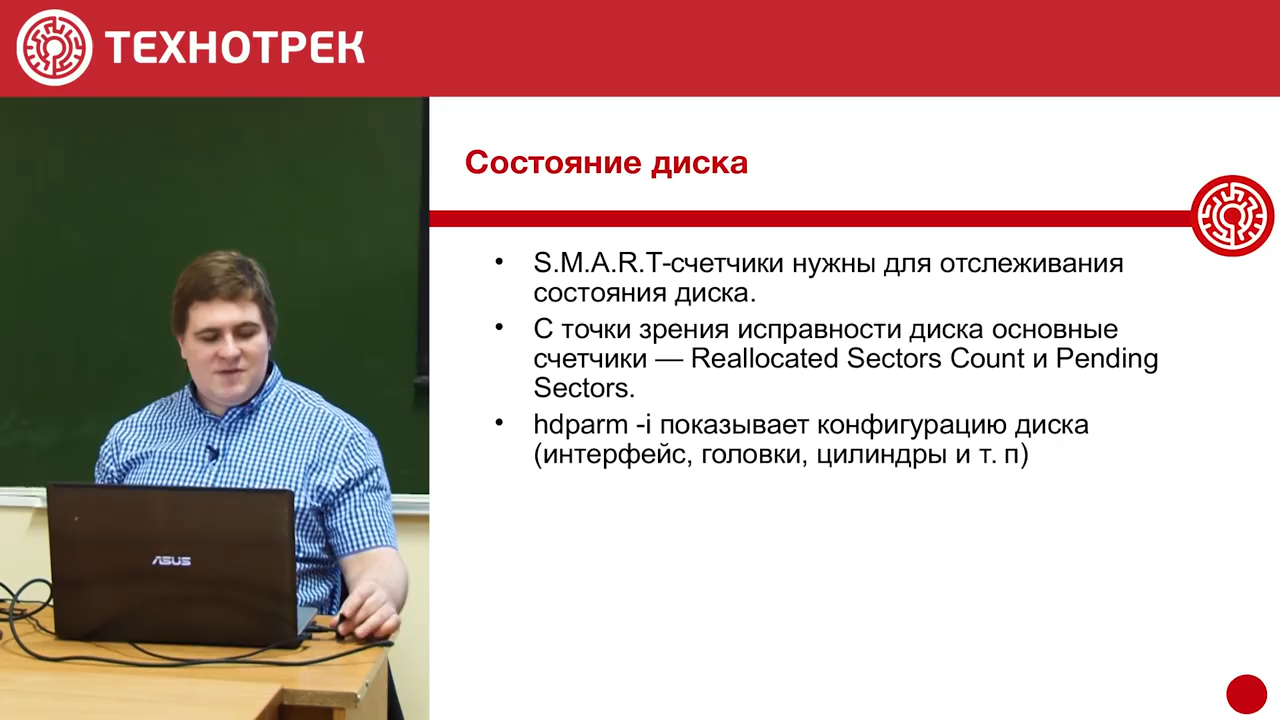 ТЕХНОТРЕК
Состояние диска
• S.M.A.R.T-счетчики нужны для отслеживания
состояния диска.
• С точки зрения исправности диска основные
счетчики — Reallocated Sectors Count и Pending
Sectors.
• hdparm -i показывает конфигурацию диска
(интерфейс, головки, цилиндры и т. п)
ASUS